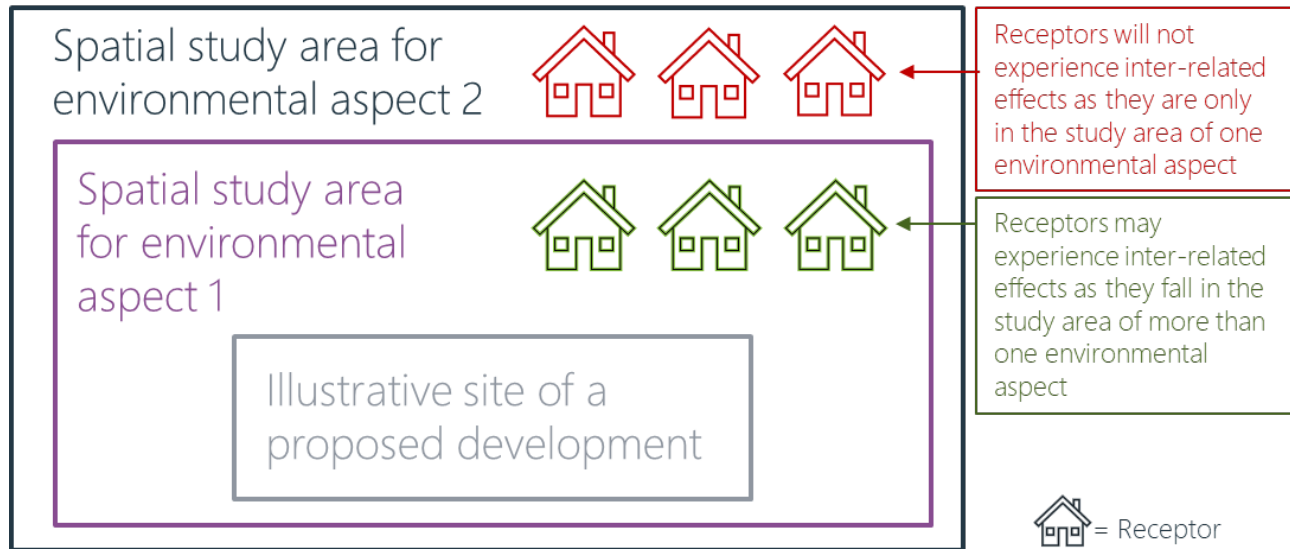 Spatial study area for
environmental aspect 2
Receptors will not
experience inter-related
effects as they are only
in the study area of one
environmental aspect
Spatial study area
for environmental
aspect 1
Receptors may
experience inter-related
effects as they fall in the
study area of more than
one environmental
aspect
Illustrative site of a
proposed development
= Receptor